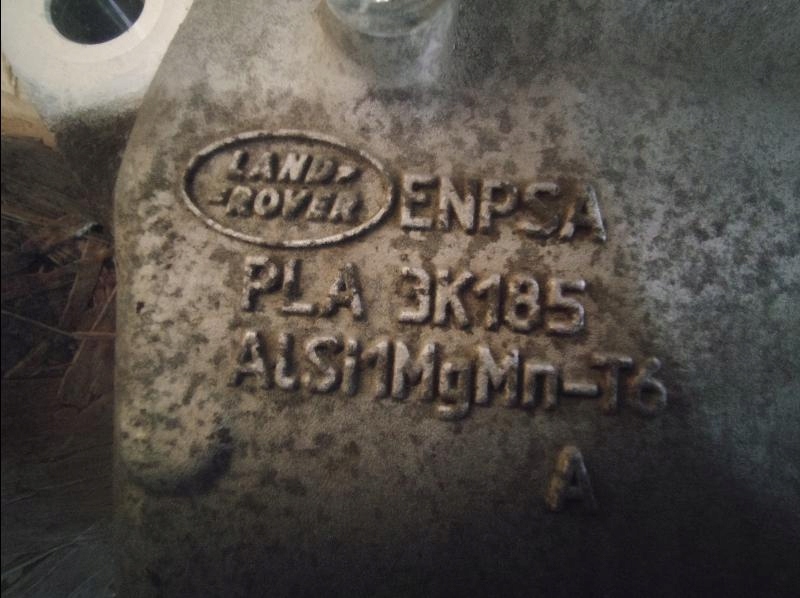 LAND-
-ROVER ENPSA
PLA 3K185
AlSi1MgMn-T6
A